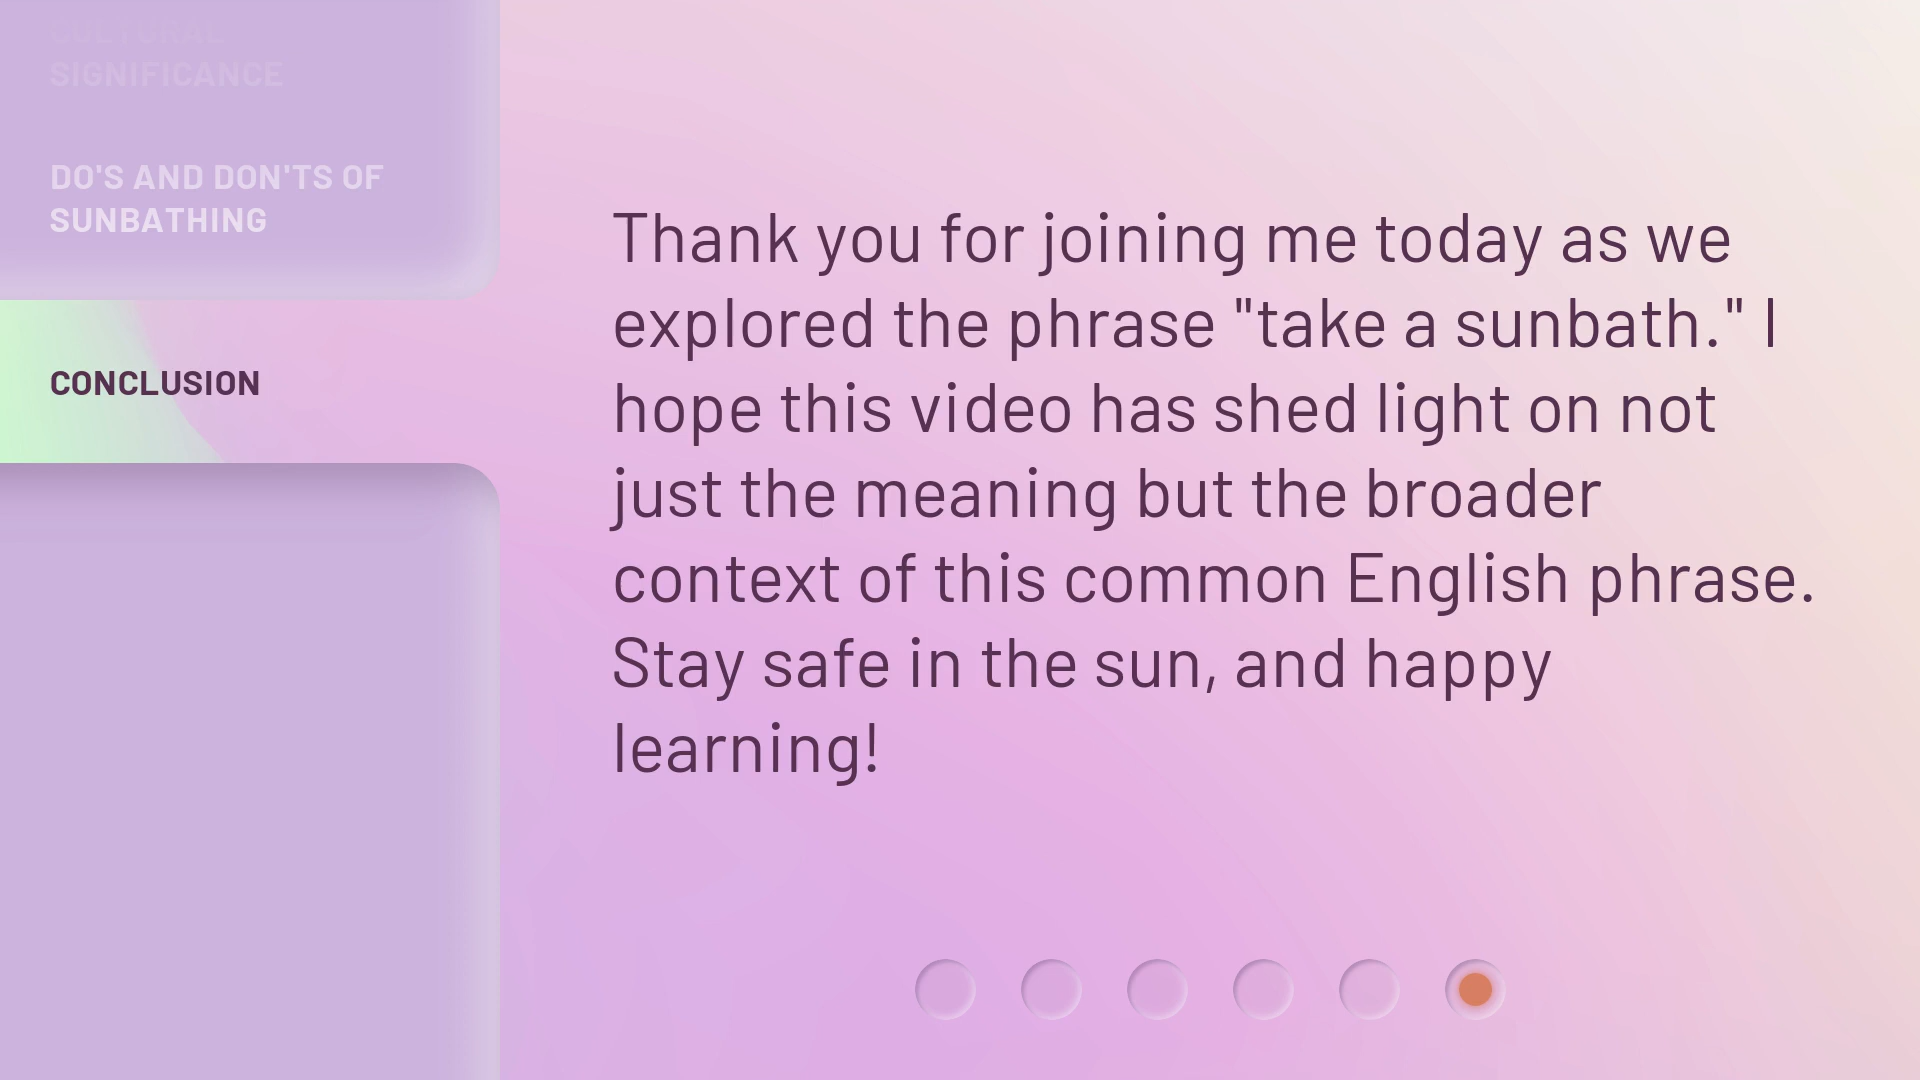 CULTURAL
SIGNIFICANCE
DO'S AND DON'TS OF
SUNBATHING
CONCLUSION
Thank you for joining me today as we
explored the phrase "take a sunbath." I
hope this video has shed light on not
just the meaning but the broader
context of this common English phrase.
Stay safe in the sun, and happy
learning!